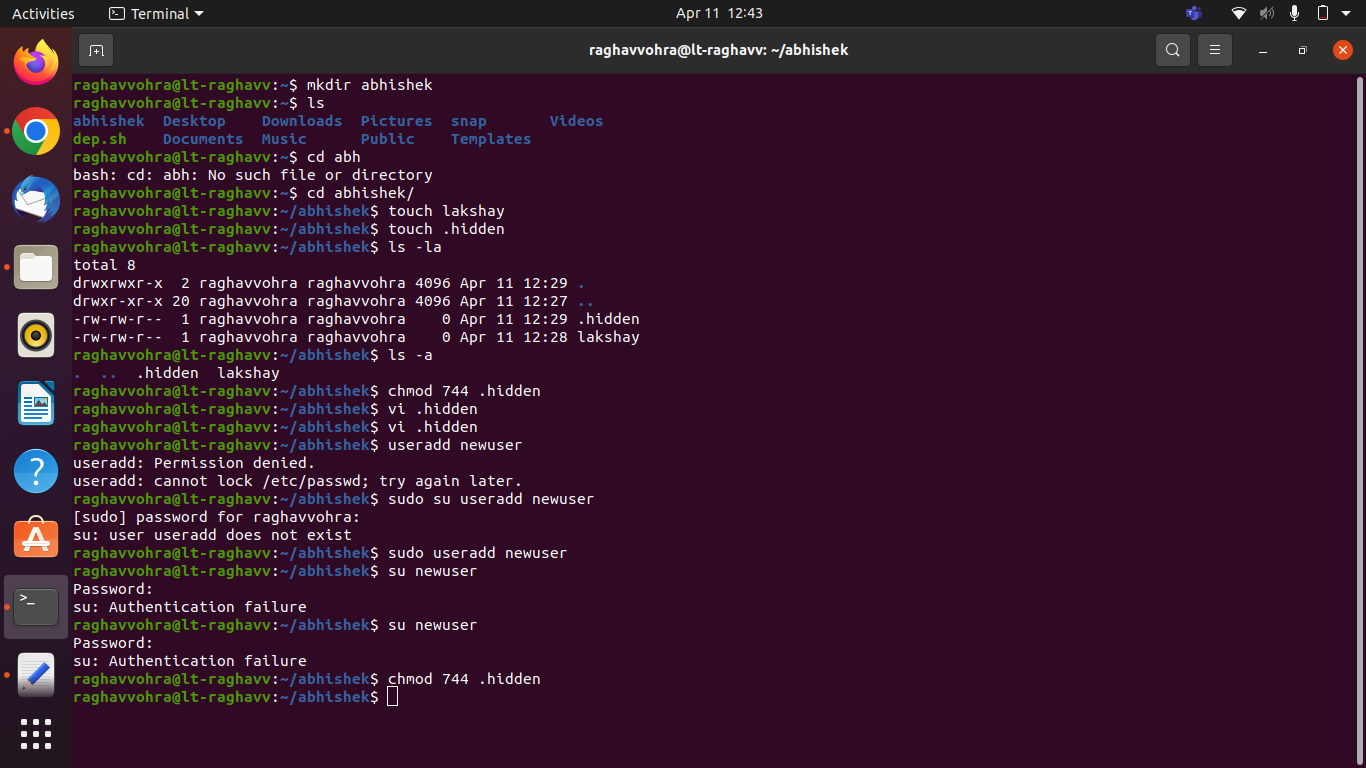 Activities Terminal Apr 11 12:43
raghavvohra@lt-raghavv: ~/abhishek
raghavvohra@lt-raghavv:~$ mkdir abhishek
raghavvohra@lt-raghavv:~$ ls
abhishek  Desktop    Downloads  Pictures  snap       Videos
dep.sh    Documents  Music      Public    Templates
raghavvohra@lt-raghavv:~$ cd abh
bash: cd: abh: No such file or directory
raghavvohra@lt-raghavv:~$ cd abhishek/
raghavvohra@lt-raghavv:~/abhishek$ touch lakshay
raghavvohra@lt-raghavv:~/abhishek$ touch .hidden
raghavvohra@lt-raghavv:~/abhishek$ ls -la
total 8
drwxrwxr-x  2 raghavvohra raghavvohra 4096 Apr 11 12:29 .
drwxr-xr-x 20 raghavvohra raghavvohra 4096 Apr 11 12:27 ..
-rw-rw-r--  1 raghavvohra raghavvohra    0 Apr 11 12:29 .hidden
-rw-rw-r--  1 raghavvohra raghavvohra    0 Apr 11 12:28 lakshay
raghavvohra@lt-raghavv:~/abhishek$ ls -a
.  ..  .hidden  lakshay
raghavvohra@lt-raghavv:~/abhishek$ chmod 744 .hidden
raghavvohra@lt-raghavv:~/abhishek$ vi .hidden
raghavvohra@lt-raghavv:~/abhishek$ vi .hidden
raghavvohra@lt-raghavv:~/abhishek$ useradd newuser
useradd: Permission denied.
useradd: cannot lock /etc/passwd; try again later.
raghavvohra@lt-raghavv:~/abhishek$ sudo su useradd newuser
[sudo] password for raghavvohra:
su: user useradd does not exist
raghavvohra@lt-raghavv:~/abhishek$ sudo useradd newuser
raghavvohra@lt-raghavv:~/abhishek$ su newuser
Password:
su: Authentication failure
raghavvohra@lt-raghavv:~/abhishek$ su newuser
Password:
su: Authentication failure
raghavvohra@lt-raghavv:~/abhishek$ chmod 744 .hidden
raghavvohra@lt-raghavv:~/abhishek$